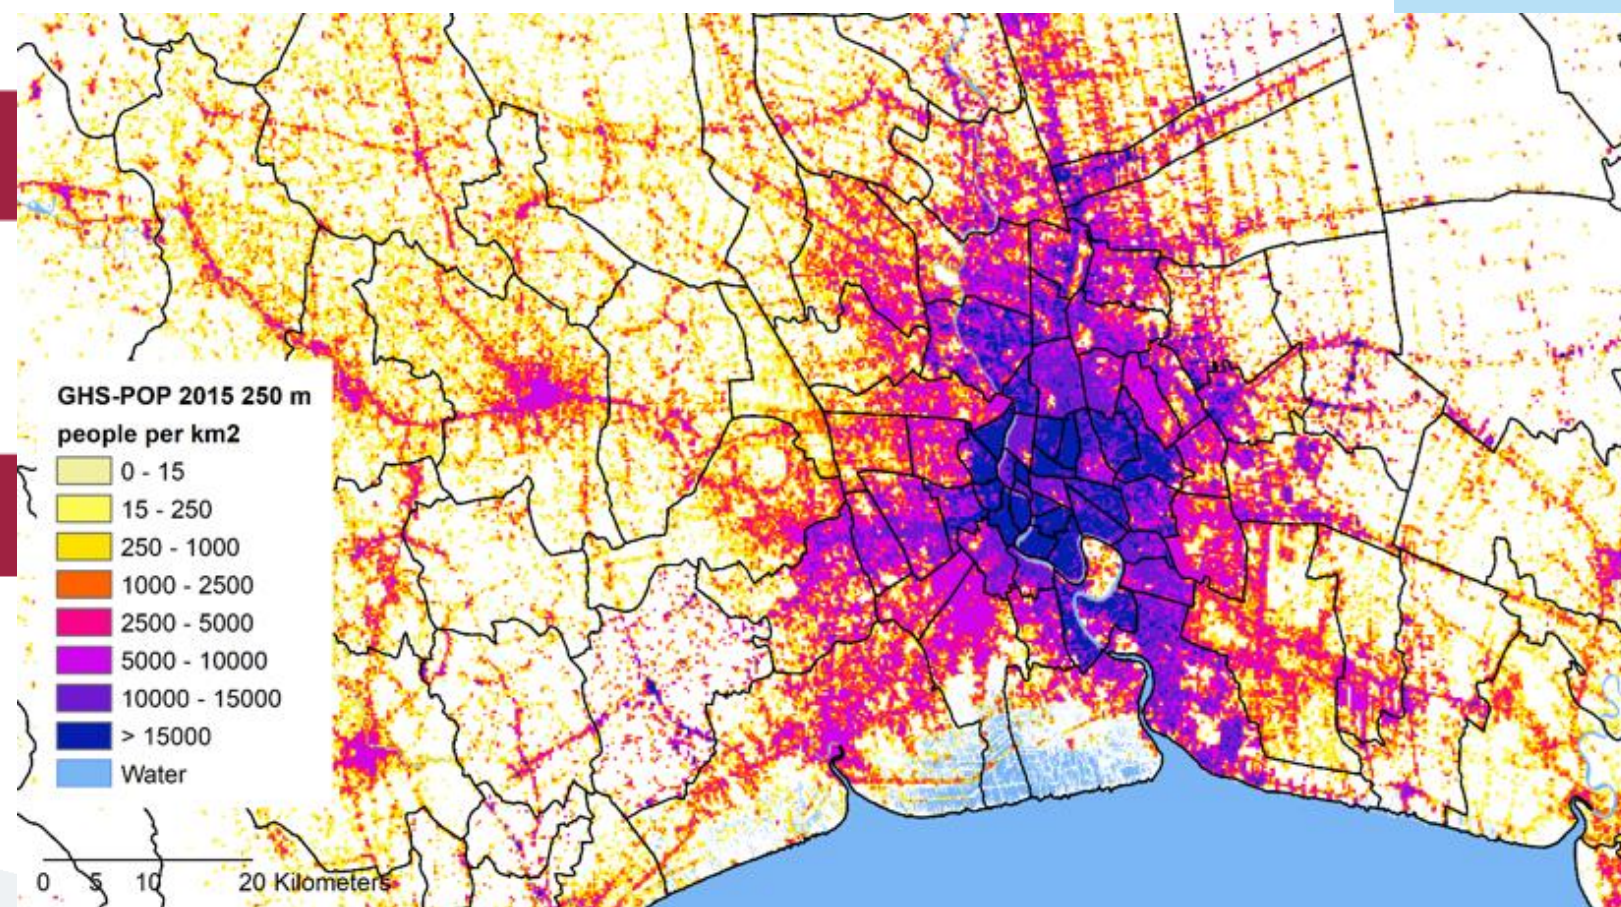 GHS-POP 2015 250 m
people per km2
0 - 15
15 - 250
250 - 1000
1000 - 2500
2500 - 5000
5000 - 10000
10000 - 15000
> 15000
Water
0 5 10 20 Kilometers